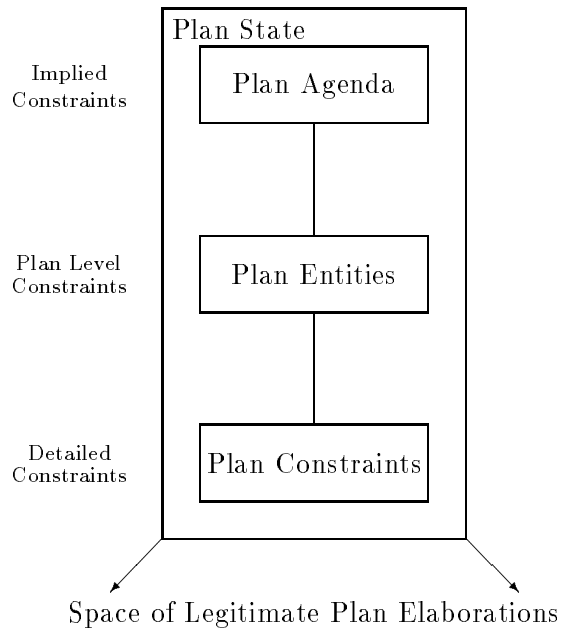 Plan State
Implied
Constraints
Plan Agenda
Plan Level
Constraints
Plan Entities
Detailed
Constraints
Plan Constraints
Space of Legitimate Plan Elaborations